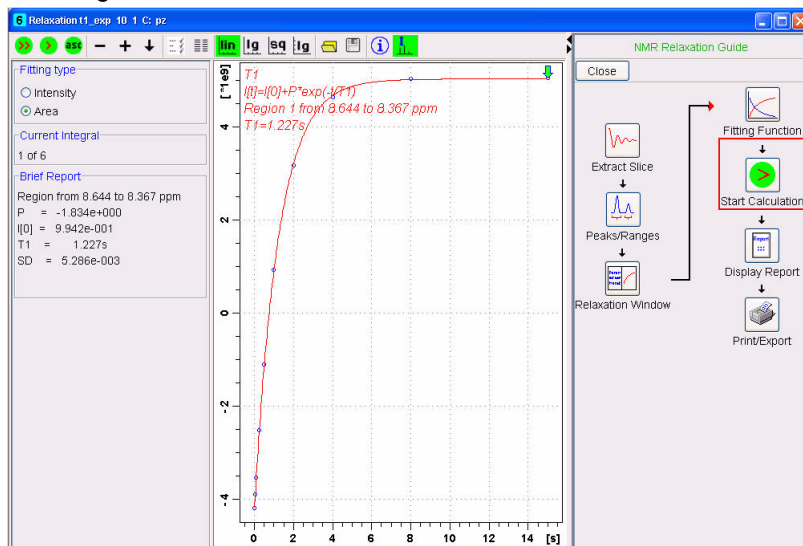 6 Relaxation t1_exp 10 1 C: pz
asc lin lg sq lg
Fitting type
Intensity
Area
Current Integral
1 of 6
Brief Report
Region from 8.644 to 8.367 ppm
P = -1.834e+000
I[0] = 9.942e-001
T1 = 1.227s
SD = 5.286e-003
[*1e9]
T1
I[t]=I[0]+P*exp(-t/T1)
Region 1 from 8.644 to 8.367 ppm
T1=1.227s
4
2
0
-2
-4
0 2 4 6 8 10 12 14 [s]
NMR Relaxation Guide
Close
Extract Slice
Peaks/Ranges
Relaxation Window
Fitting Function
Start Calculation
Report
Display Report
Print/Export